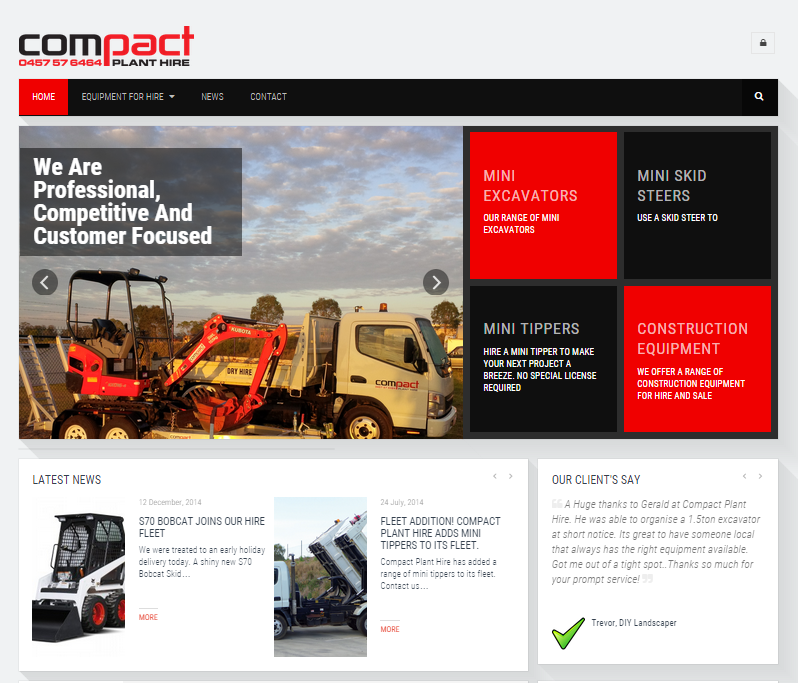 compact
0457 57 6464 PLANT HIRE
HOME
EQUIPMENT FOR HIRE
NEWS
CONTACT
We Are
Professional,
Competitive And
Customer Focused
KUBOTA
DRY HIRE
compact
MINI
EXCAVATORS
OUR RANGE OF MINI
EXCAVATORS
MINI SKID
STEERS
USE A SKID STEER TO
MINI TIPPERS
HIRE A MINI TIPPER TO MAKE
YOUR NEXT PROJECT A
BREEZE. NO SPECIAL LICENSE
REQUIRED
CONSTRUCTION
EQUIPMENT
WE OFFER A RANGE OF
CONSTRUCTION EQUIPMENT
FOR HIRE AND SALE
LATEST NEWS
12 December, 2014
S70 BOBCAT JOINS OUR HIRE
FLEET
We were treated to an early holiday
delivery today. A shiny new S70
Bobcat Skid...
MORE
24 July, 2014
FLEET ADDITION! COMPACT
PLANT HIRE ADDS MINI
TIPPERS TO ITS FLEET.
Compact Plant Hire has added a
range of mini tippers to its fleet.
Contact us...
MORE
OUR CLIENT'S SAY
A Huge thanks to Gerald at Compact Plant
Hire. He was able to organise a 1.5ton excavator
at short notice. Its great to have someone local
that always has the right equipment available.
Got me out of a tight spot..Thanks so much for
your prompt service!
Trevor, DIY Landscaper